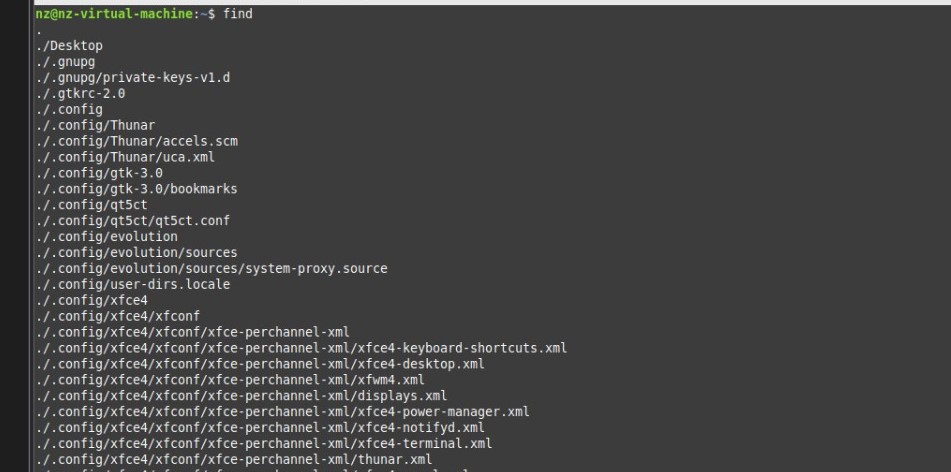 nz@nz-virtual-machine:~$ find
.
./Desktop
./.gnupg
./.gnupg/private-keys-v1.d
./.gtkrc-2.0
./.config
./.config/Thunar
./.config/Thunar/accels.scm
./.config/Thunar/uca.xml
./.config/gtk-3.0
./.config/gtk-3.0/bookmarks
./.config/qt5ct
./.config/qt5ct/qt5ct.conf
./.config/evolution
./.config/evolution/sources
./.config/evolution/sources/system-proxy.source
./.config/user-dirs.locale
./.config/xfce4
./.config/xfce4/xfconf
./.config/xfce4/xfconf/xfce-perchannel-xml
./.config/xfce4/xfconf/xfce-perchannel-xml/xfce4-keyboard-shortcuts.xml
./.config/xfce4/xfconf/xfce-perchannel-xml/xfce4-desktop.xml
./.config/xfce4/xfconf/xfce-perchannel-xml/xfwm4.xml
./.config/xfce4/xfconf/xfce-perchannel-xml/displays.xml
./.config/xfce4/xfconf/xfce-perchannel-xml/xfce4-power-manager.xml
./.config/xfce4/xfconf/xfce-perchannel-xml/xfce4-notifyd.xml
./.config/xfce4/xfconf/xfce-perchannel-xml/xfce4-terminal.xml
./.config/xfce4/xfconf/xfce-perchannel-xml/thunar.xml